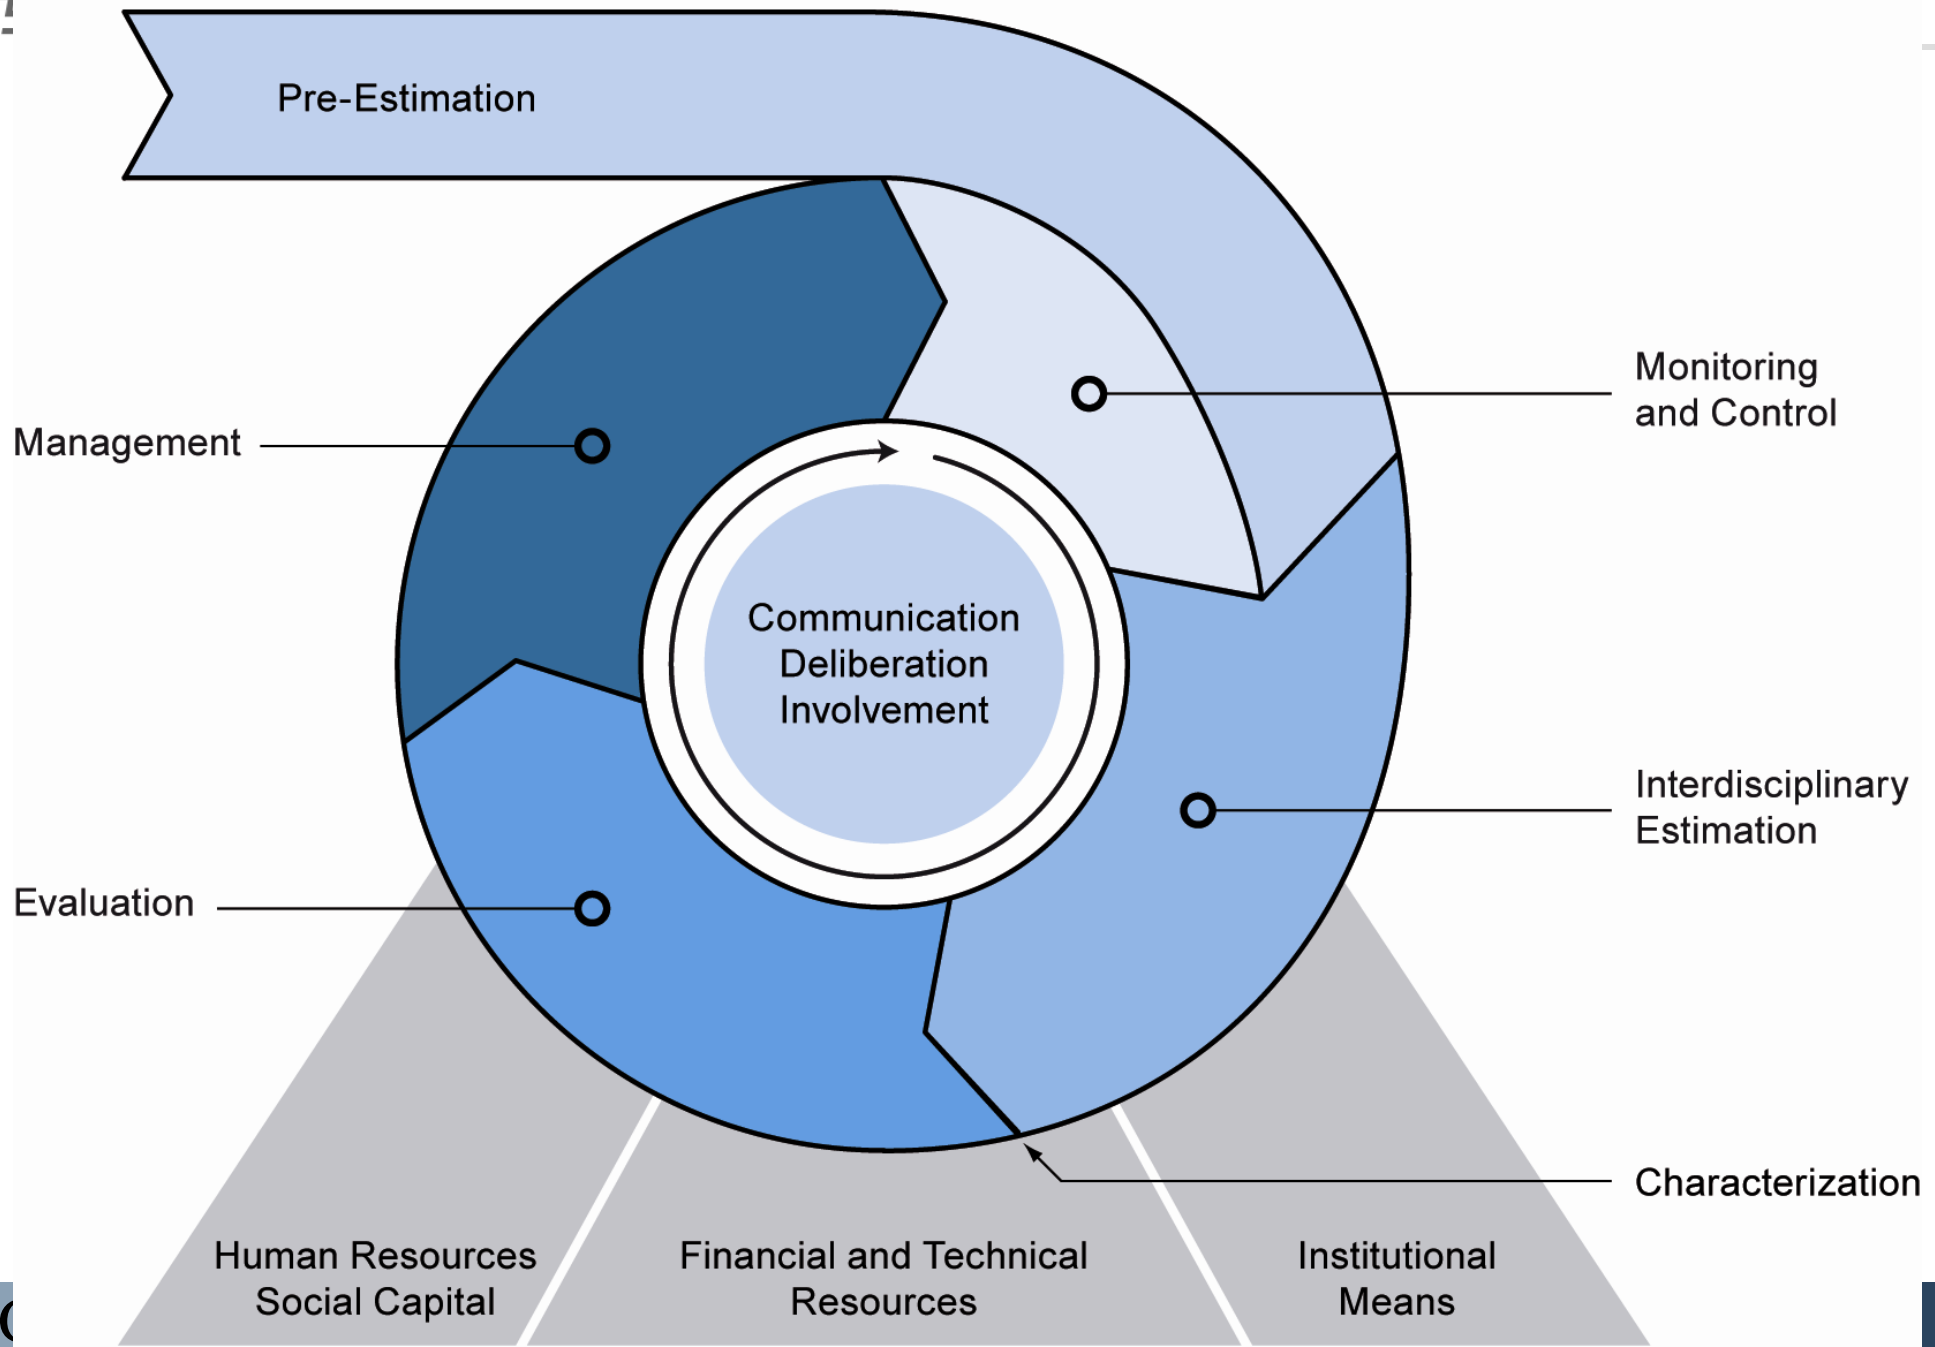 Pre-Estimation
Monitoring
and Control
Management
Communication
Deliberation
Involvement
Interdisciplinary
Estimation
Evaluation
Characterization
Human Resources
Social Capital
Financial and Technical
Resources
Institutional
Means